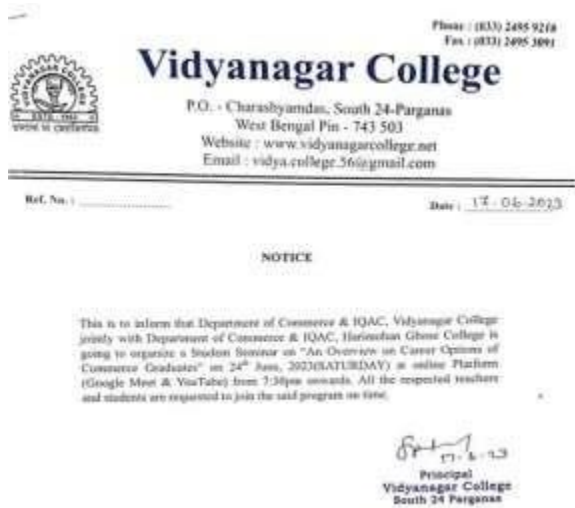 Phone : (033) 2495 9218
Fax : (033) 2495 3091
Vidyanagar College
P.O. - Charashyamdas, South 24-Parganas
West Bengal Pin - 743 503
Website : www.vidyanagarcollege.net
Email : vidya.college.56@gmail.com
VIDYANAGAR COLLEGE
Ref. No. :
Date : 17.06.2023
NOTICE
This is to inform that Department of Commerce & IQAC, Vidyanagar College
jointly with Department of Commerce & IQAC, Harimohan Ghose College is
going to organize a Student Seminar on "An Overview on Career Options of
Commerce Graduates" on 24th June, 2023(SATURDAY) at online Platform
(Google Meet & YouTube) from 7:30pm onwards. All the respected teachers
and students are requested to join the said program on time.
17.6.23
Principal
Vidyanagar College
South 24 Parganas